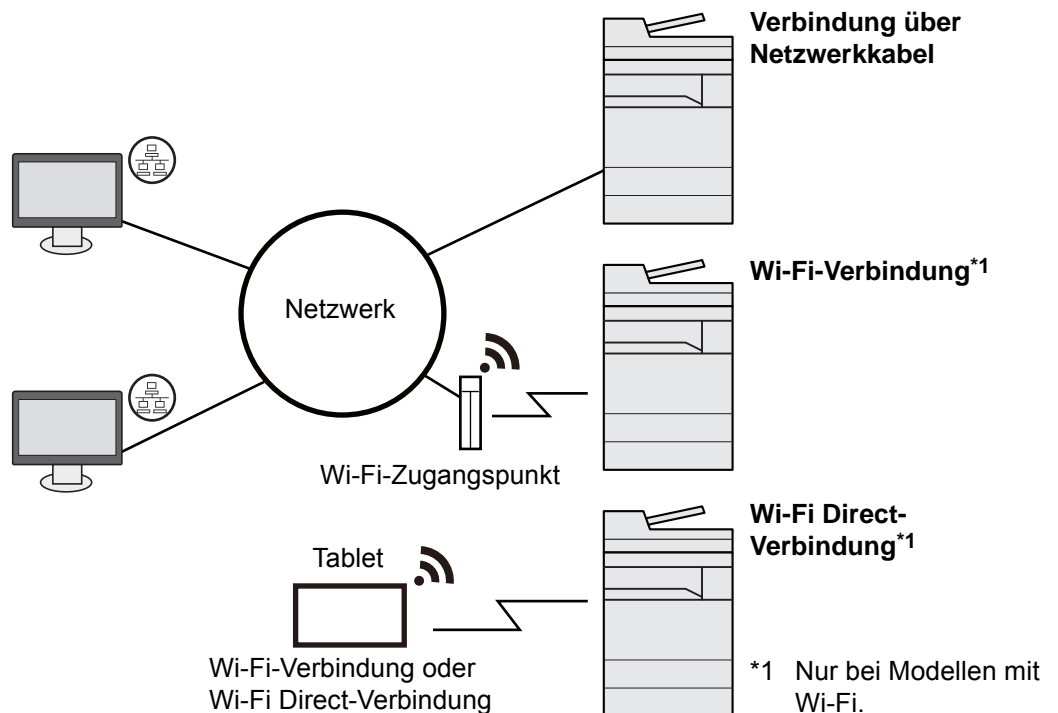 Verbindung über
Netzwerkkabel
Netzwerk
Wi-Fi-Verbindung*1
Wi-Fi-Zugangspunkt
Wi-Fi Direct-
Verbindung*1
Tablet
Wi-Fi-Verbindung oder
Wi-Fi Direct-Verbindung
*1 Nur bei Modellen mit
Wi-Fi.